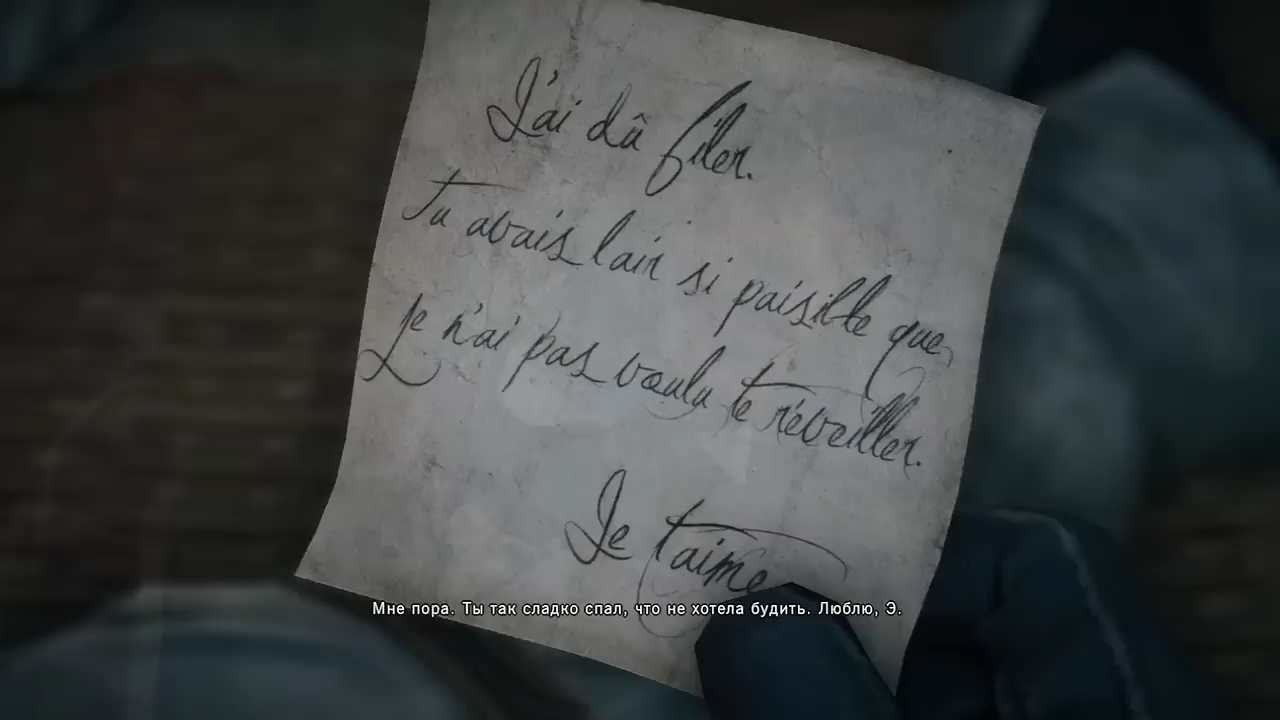 J'ai dû filer.
Tu avais lair si paisible que
je n'ai pas voulu te réveiller.
Je t'aime
Мне пора. Ты так сладко спал, что не хотела будить. Люблю, Э.